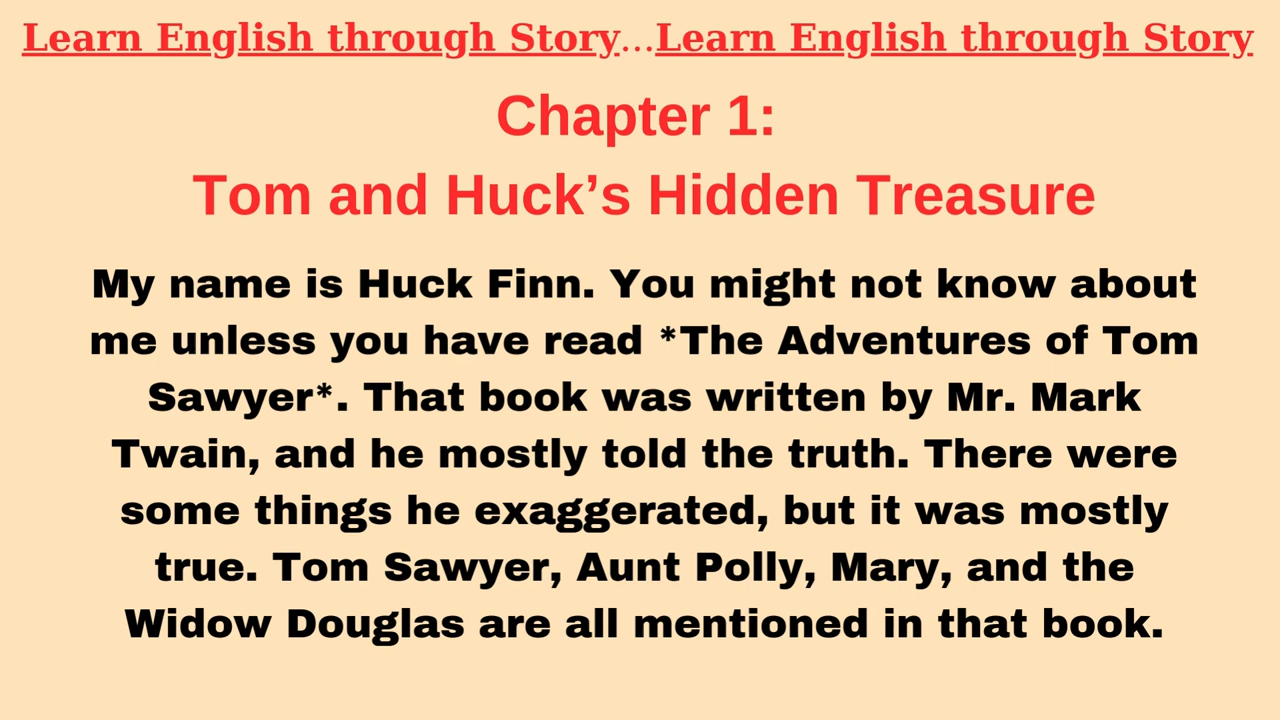 Learn English through Story...Learn English through Story
Chapter 1:
Tom and Huck’s Hidden Treasure
My name is Huck Finn. You might not know about
me unless you have read *The Adventures of Tom
Sawyer*. That book was written by Mr. Mark
Twain, and he mostly told the truth. There were
some things he exaggerated, but it was mostly
true. Tom Sawyer, Aunt Polly, Mary, and the
Widow Douglas are all mentioned in that book.